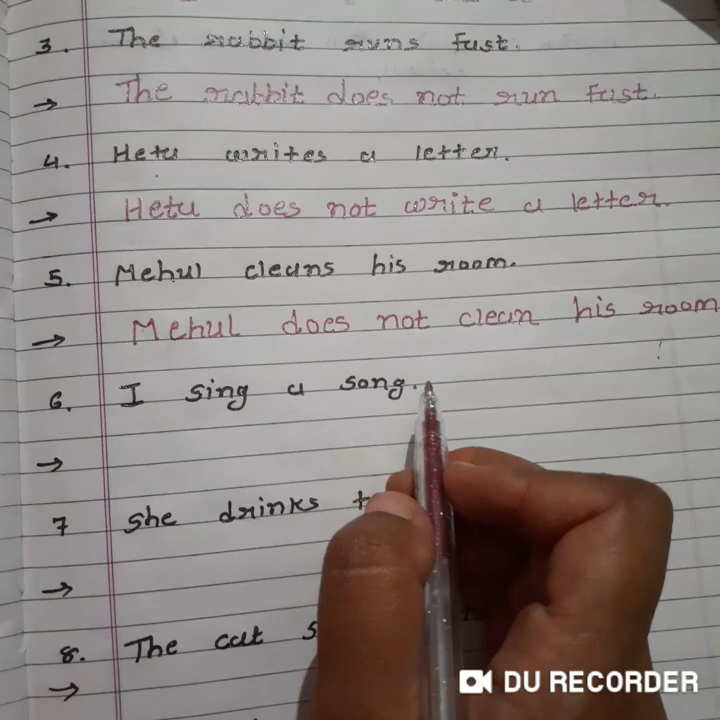 3. The rabbit runs fast.
→ The rabbit does not run fast.
4. Hetu writes a letter.
→ Hetu does not write a letter.
5. Mehul cleans his room.
→ Mehul does not clean his room
6. I sing a song.
→
7 she drinks
→
8. The cat
→
DU RECORDER